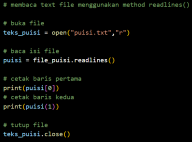 # membaca text file menggunakan method readlines()
# buka file
teks_puisi = open("puisi.txt","r")
# baca isi file
puisi = file_puisi.readlines()
# cetak baris pertama
print(puisi[0])
# cetak baris kedua
print(puisi(1))
# tutup file
teks_puisi.close()